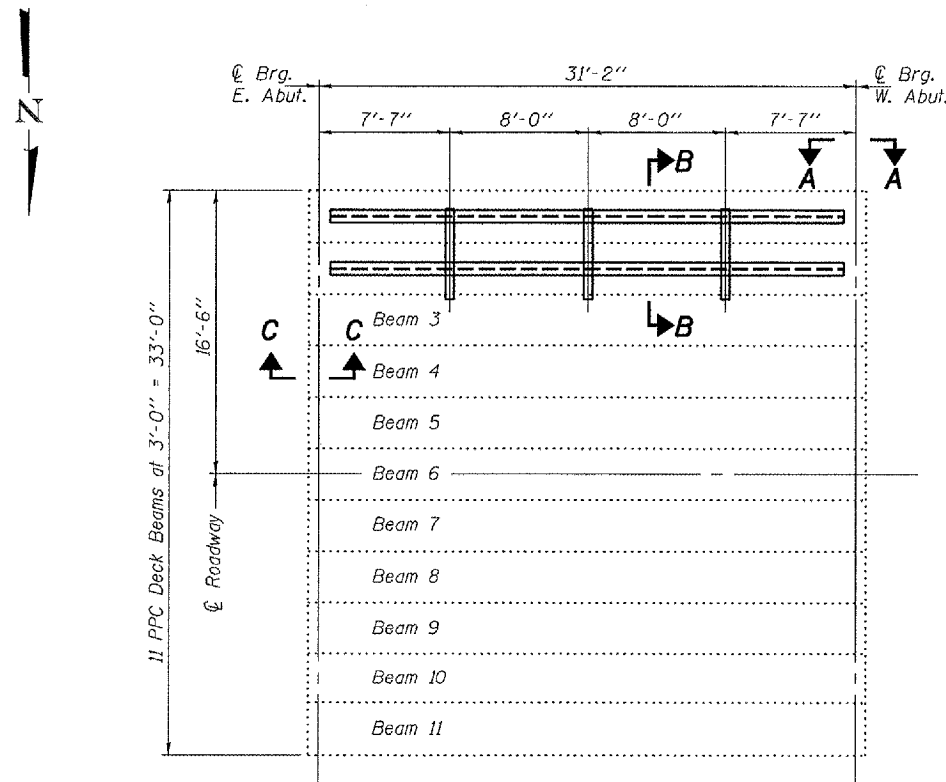 N
℄ Brg.
E. Abut.
31'-2"
℄ Brg.
W. Abut.
7'-7"
8'-0"
8'-0"
7'-7"
B
A
A
11 PPC Deck Beams at 3'-0" = 33'-0"
16'-6"
℄ Roadway
C
C
B
Beam 3
Beam 4
Beam 5
Beam 6
Beam 7
Beam 8
Beam 9
Beam 10
Beam 11